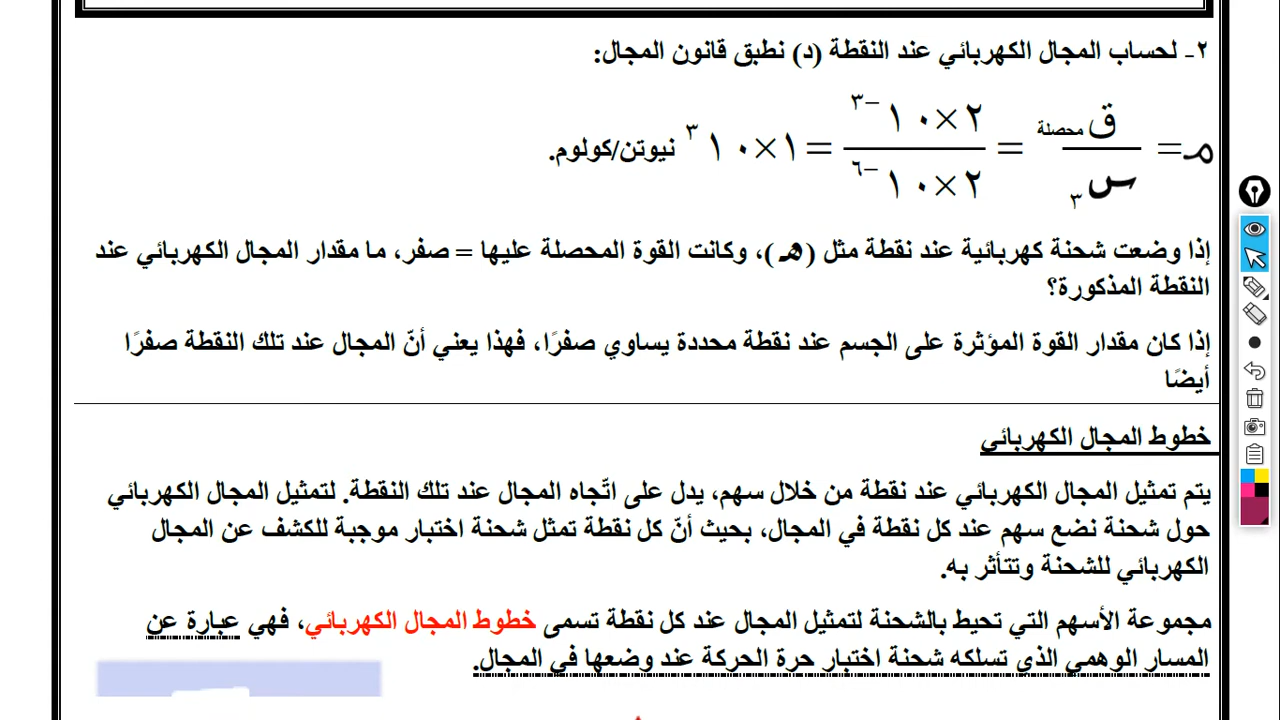 ٢- لحساب المجال الكهربائي عند النقطة (د) نطبق قانون المجال:
مـ = ق محصلة / س ٣ = ٢×١٠ −٣ / ٢×١٠ −٦ = ١×١٠ ٣ نيوتن/كولوم.
إذا وضعت شحنة كهربائية عند نقطة مثل (هـ)، وكانت القوة المحصلة عليها = صفر، ما مقدار المجال الكهربائي عند
النقطة المذكورة؟
إذا كان مقدار القوة المؤثرة على الجسم عند نقطة محددة يساوي صفرًا، فهذا يعني أنّ المجال عند تلك النقطة صفرًا
أيضًا
خطوط المجال الكهربائي
يتم تمثيل المجال الكهربائي عند نقطة من خلال سهم، يدل على اتّجاه المجال عند تلك النقطة. لتمثيل المجال الكهربائي
حول شحنة نضع سهم عند كل نقطة في المجال، بحيث أنّ كل نقطة تمثل شحنة اختبار موجبة للكشف عن المجال
الكهربائي للشحنة وتتأثر به.
مجموعة الأسهم التي تحيط بالشحنة لتمثيل المجال عند كل نقطة تسمى خطوط المجال الكهربائي، فهي عبارة عن
المسار الوهمي الذي تسلكه شحنة اختبار حرة الحركة عند وضعها في المجال.